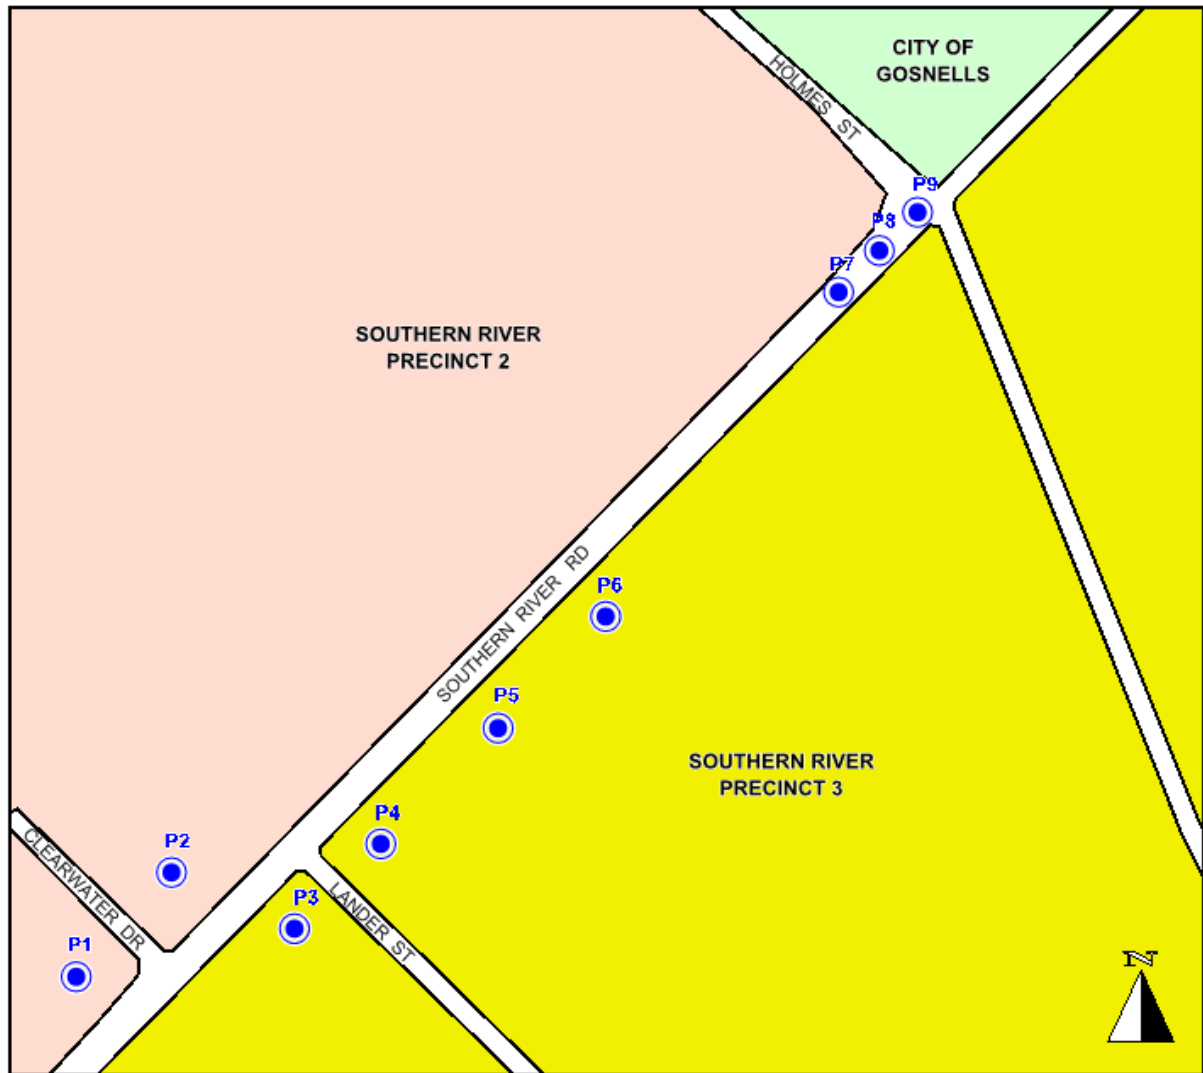 CITY OF
GOSNELLS
HOLMES ST
P9
P8
P7
SOUTHERN RIVER
PRECINCT 2
SOUTHERN RIVER RD
P6
P5
SOUTHERN RIVER
PRECINCT 3
P4
P2
CLEARWATER DR
P3
LANDER ST
P1
N